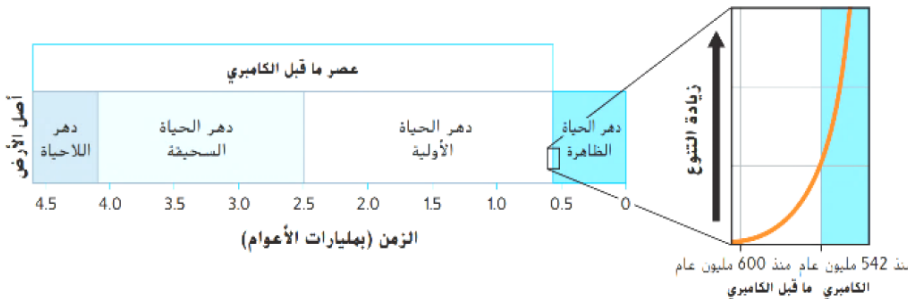 عصر ما قبل الكامبري
أصل الأرض
دهر
اللاحياة
دهر الحياة
السحيقة
دهر الحياة
الأولية
دهر الحياة
الظاهرة
4.5 4.0 3.5 3.0 2.5 2.0 1.5 1.0 0.5 0
الزمن (بمليارات الأعوام)
زيادة التنوع
منذ 600 مليون عام
ما قبل الكامبري
منذ 542 مليون عام
الكامبري